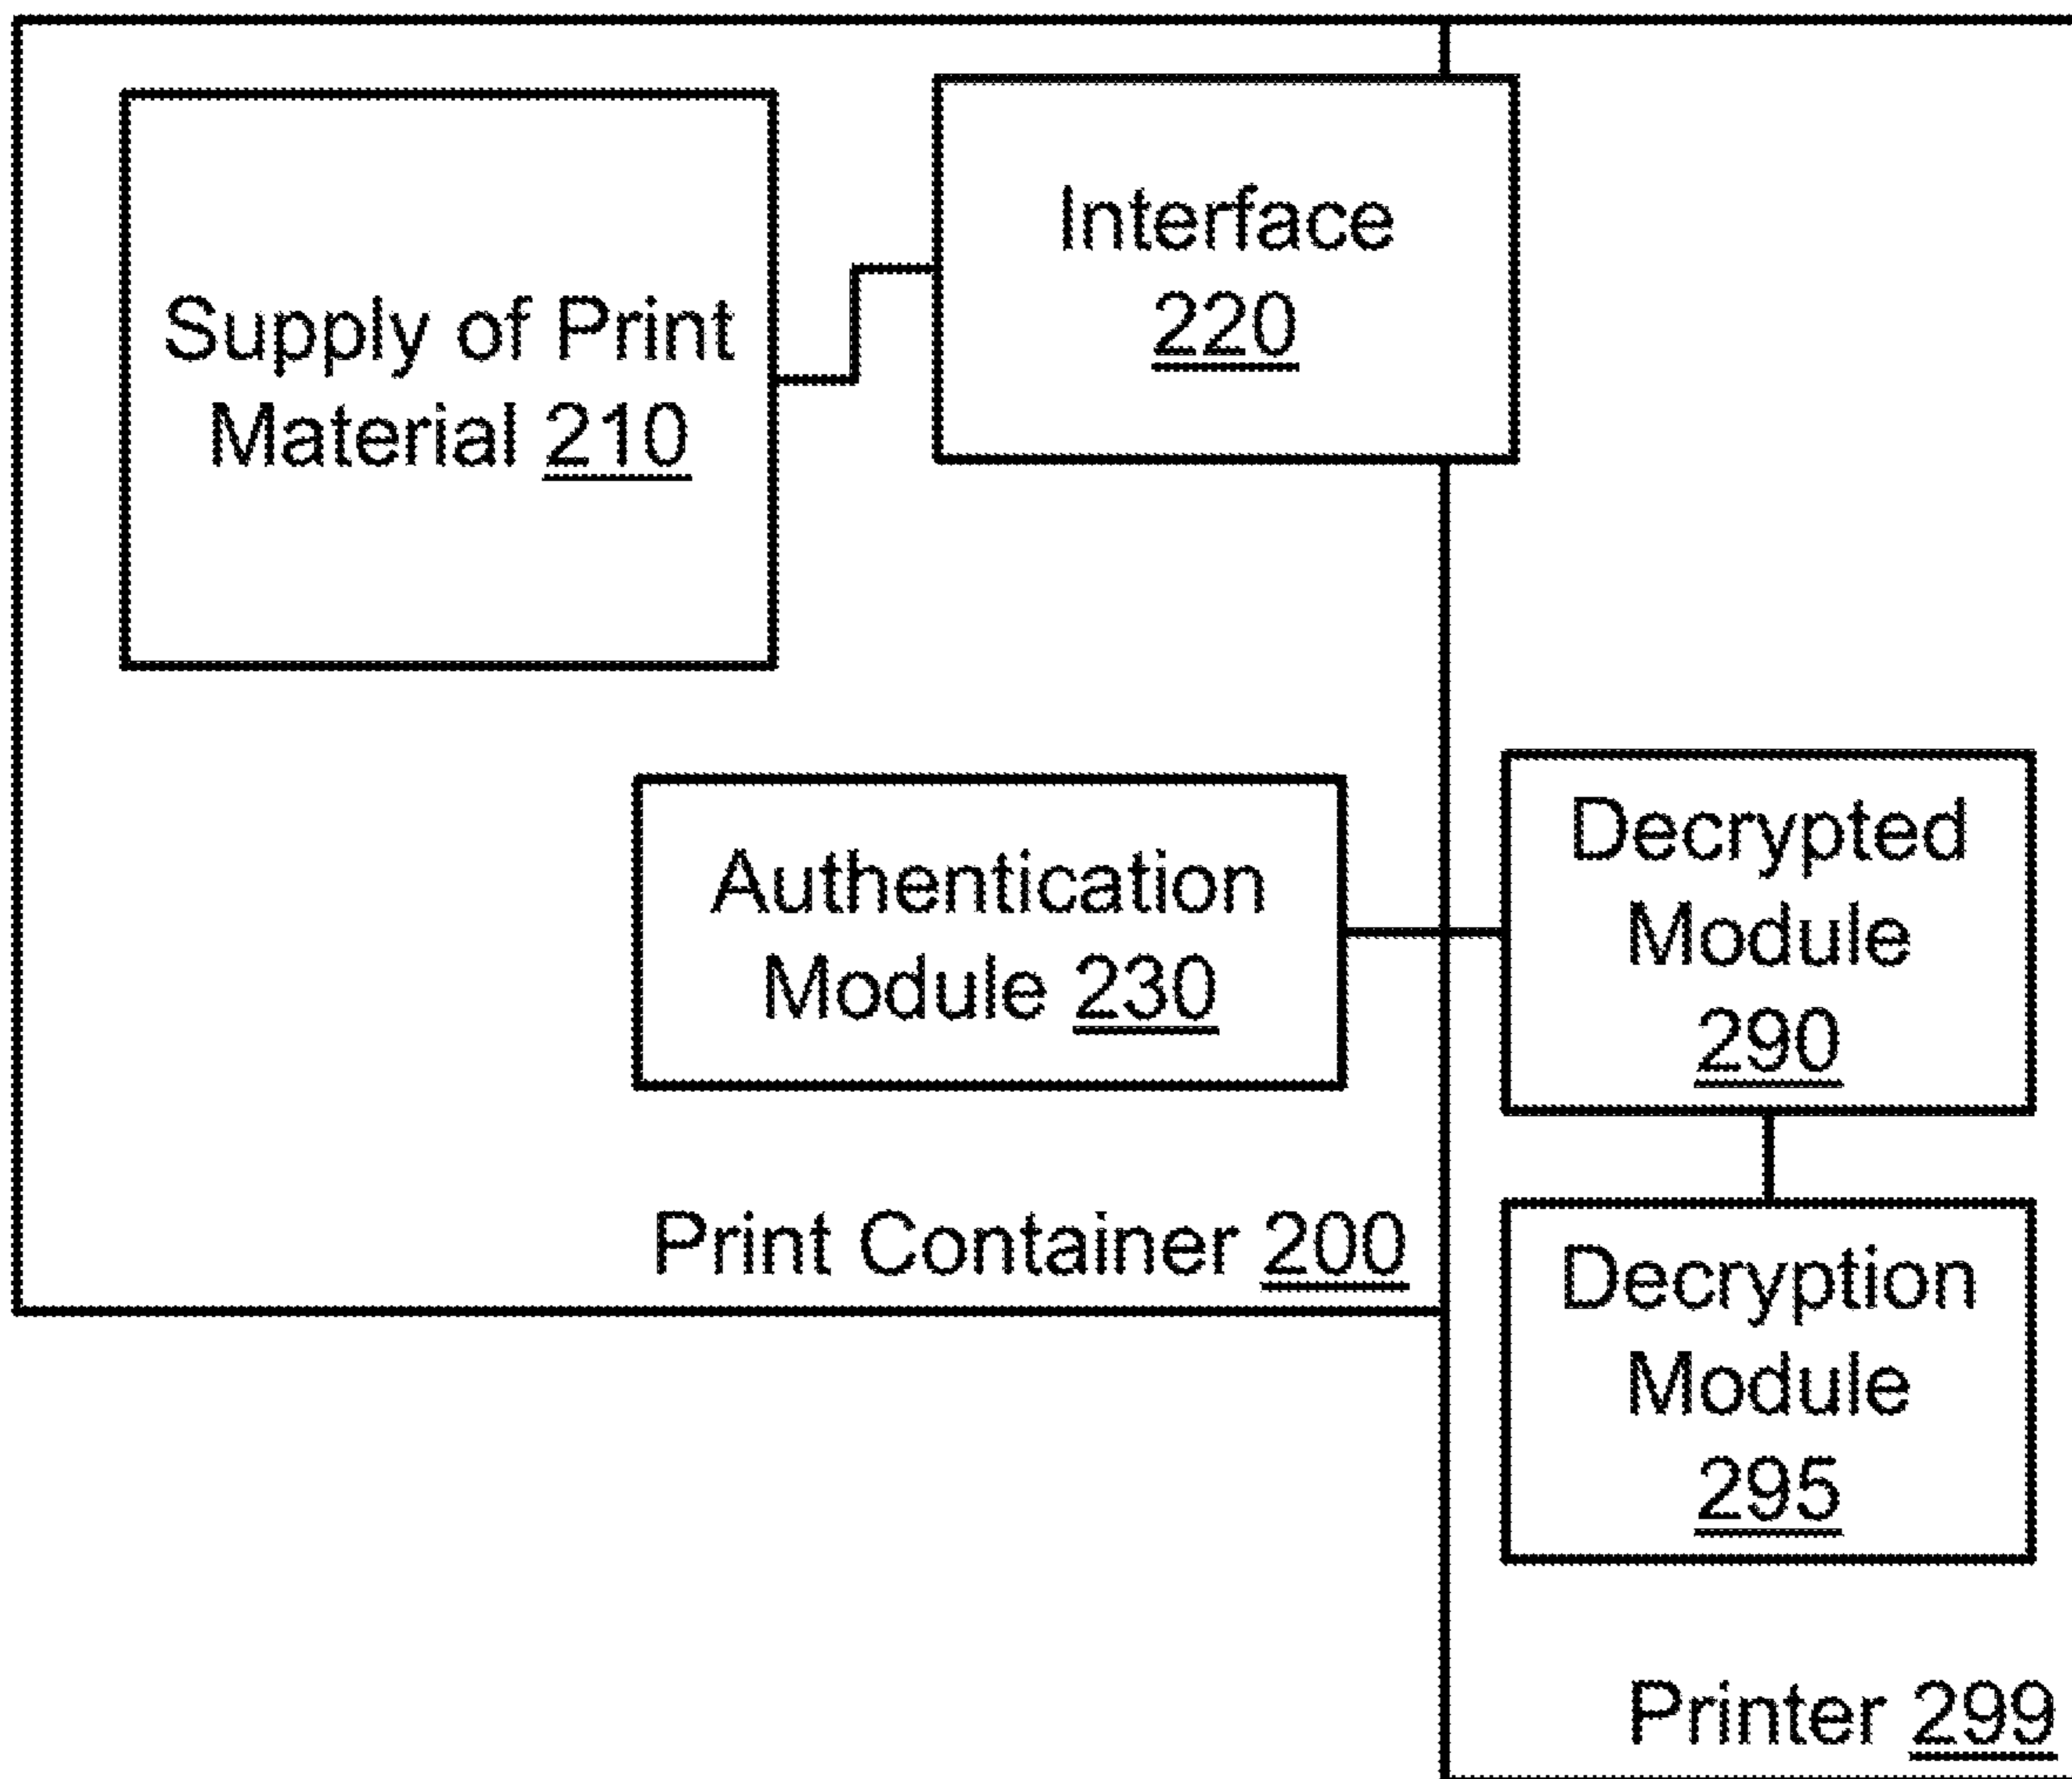 Supply of Print
Material 210
Interface
220
Authentication
Module 230
Decrypted
Module
290
Print Container 200
Decryption
Module
295
Printer 299